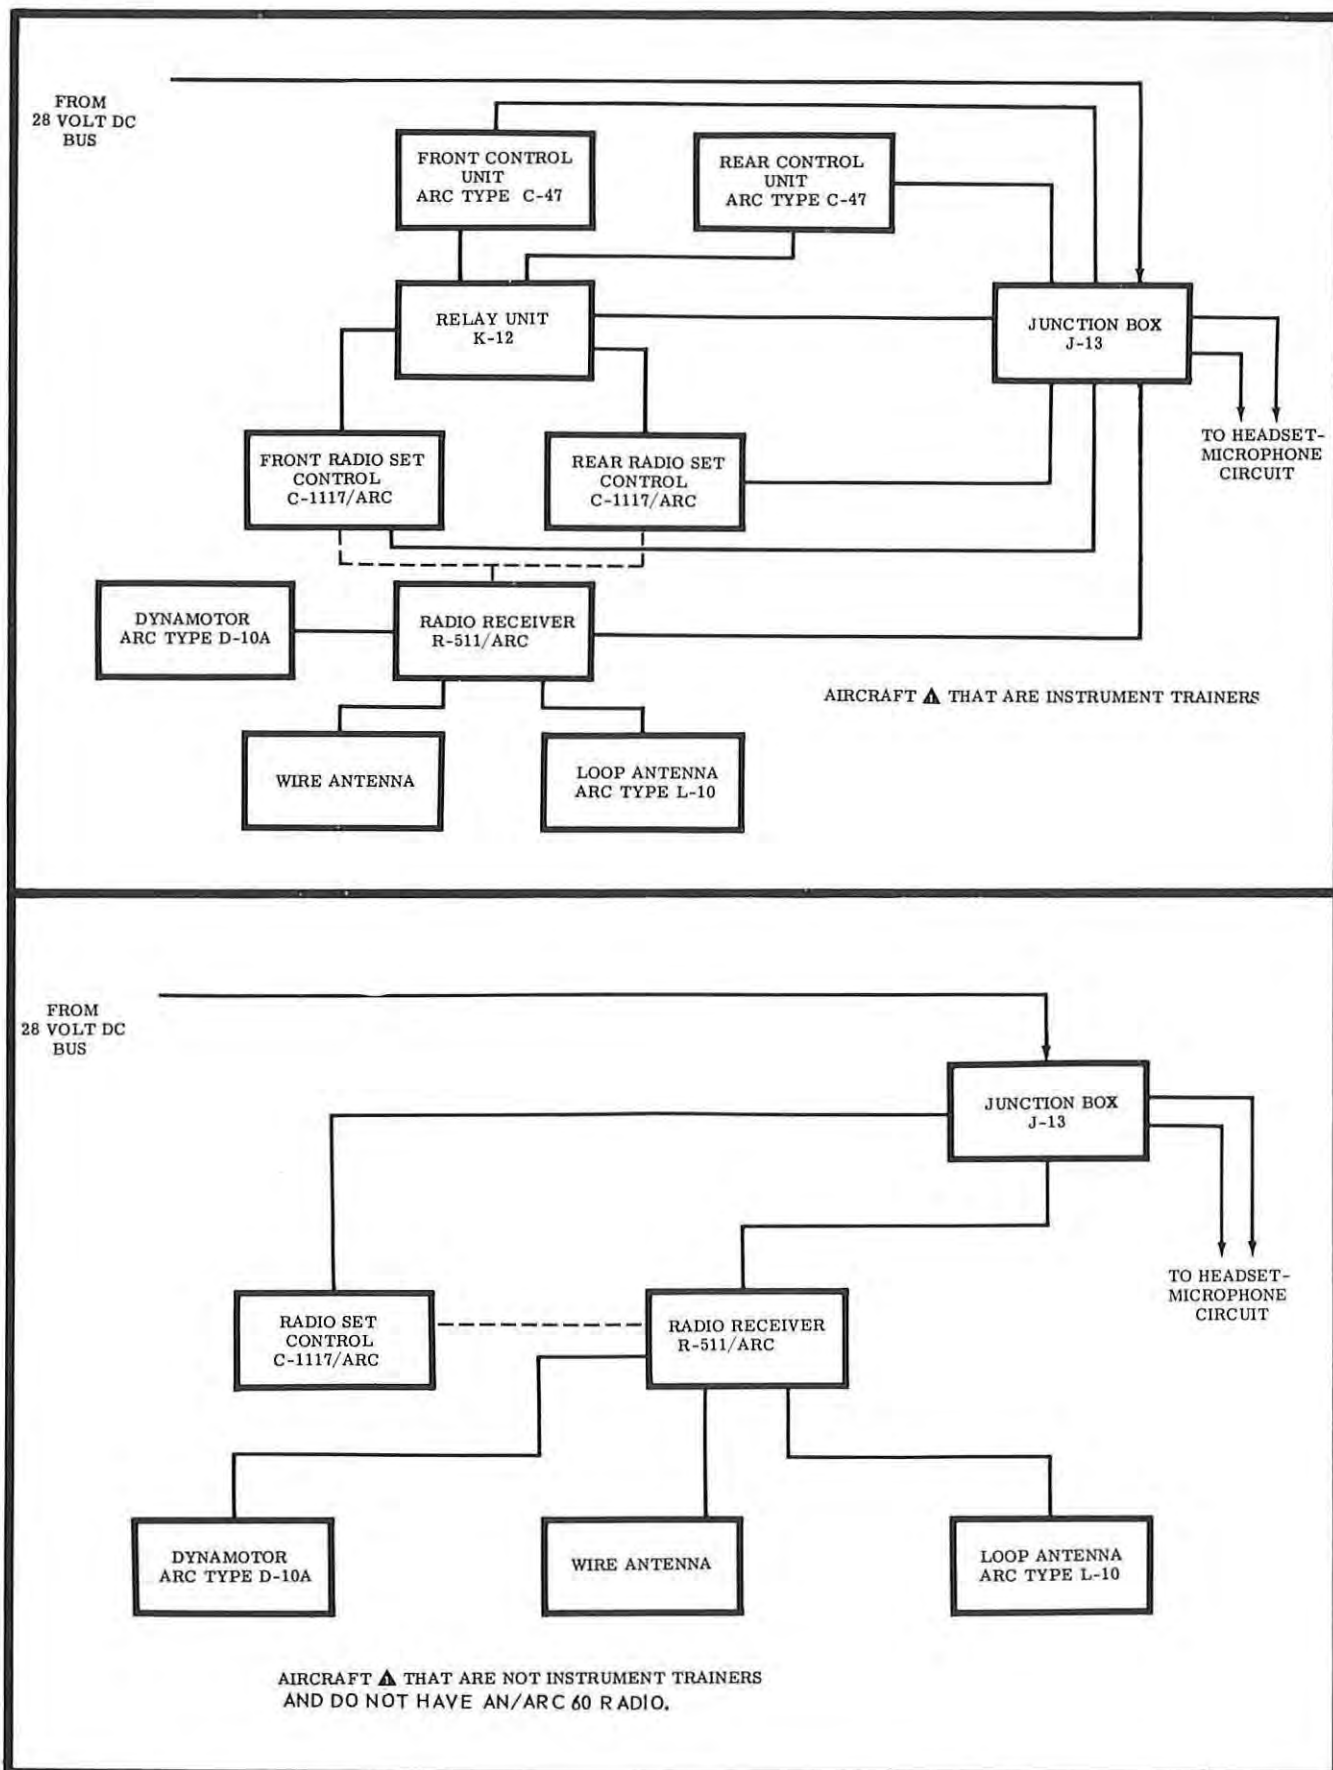 FROM
28 VOLT DC
BUS
FRONT CONTROL
UNIT
ARC TYPE C-47
REAR CONTROL
UNIT
ARC TYPE C-47
RELAY UNIT
K-12
JUNCTION BOX
J-13
TO HEADSET-
MICROPHONE
CIRCUIT
FRONT RADIO SET
CONTROL
C-1117/ARC
REAR RADIO SET
CONTROL
C-1117/ARC
DYNAMOTOR
ARC TYPE D-10A
RADIO RECEIVER
R-511/ARC
AIRCRAFT 1 THAT ARE INSTRUMENT TRAINERS
WIRE ANTENNA
LOOP ANTENNA
ARC TYPE L-10
FROM
28 VOLT DC
BUS
JUNCTION BOX
J-13
TO HEADSET-
MICROPHONE
CIRCUIT
RADIO SET
CONTROL
C-1117/ARC
RADIO RECEIVER
R-511/ARC
DYNAMOTOR
ARC TYPE D-10A
WIRE ANTENNA
LOOP ANTENNA
ARC TYPE L-10
AIRCRAFT 1 THAT ARE NOT INSTRUMENT TRAINERS
AND DO NOT HAVE AN/ARC 60 RADIO.